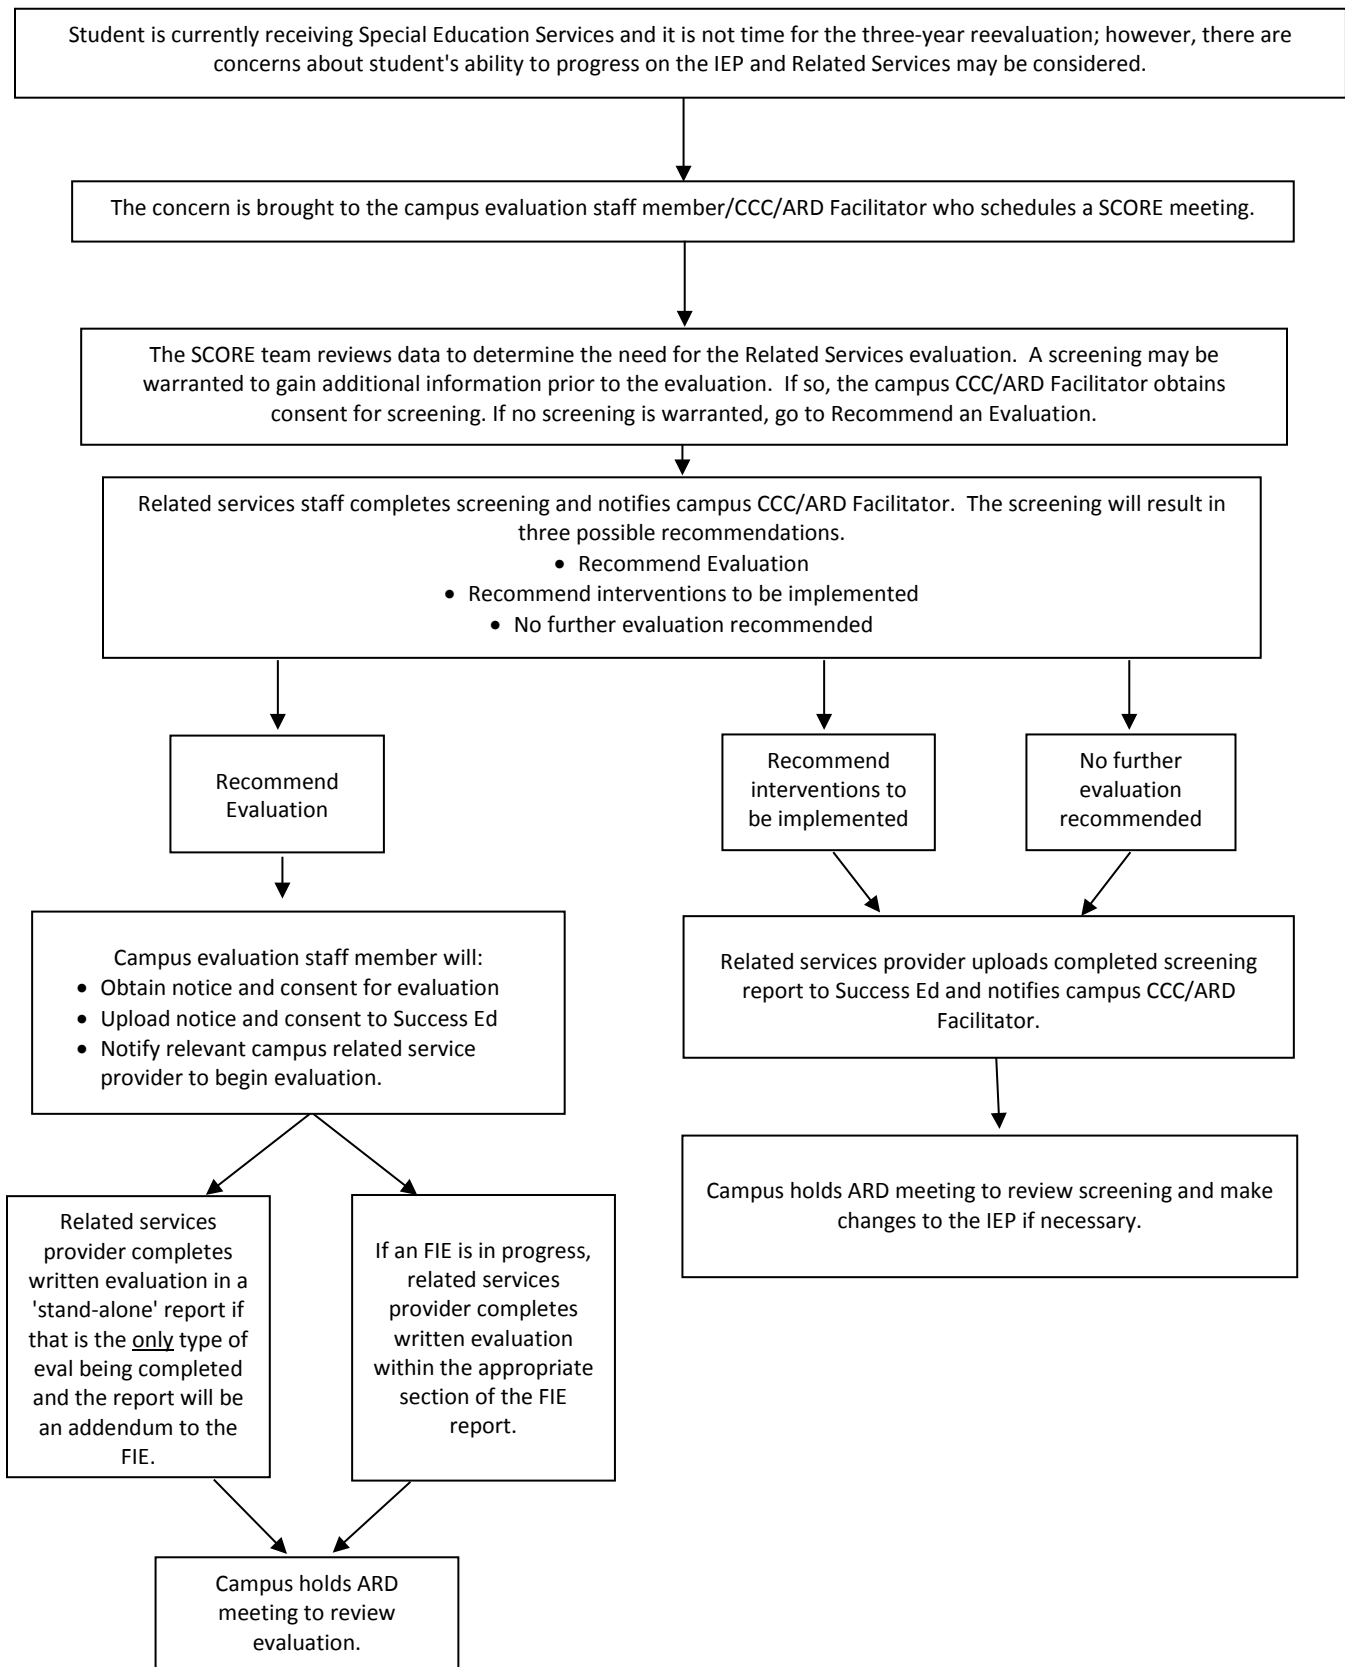 Student is currently receiving Special Education Services and it is not time for the three-year reevaluation; however, there are
concerns about student's ability to progress on the IEP and Related Services may be considered.
The concern is brought to the campus evaluation staff member/CCC/ARD Facilitator who schedules a SCORE meeting.
The SCORE team reviews data to determine the need for the Related Services evaluation.  A screening may be
warranted to gain additional information prior to the evaluation.  If so, the campus CCC/ARD Facilitator obtains
consent for screening. If no screening is warranted, go to Recommend an Evaluation.
Related services staff completes screening and notifies campus CCC/ARD Facilitator.  The screening will result in
three possible recommendations.
• Recommend Evaluation
• Recommend interventions to be implemented
• No further evaluation recommended
Recommend
Evaluation
Recommend
interventions to
be implemented
No further
evaluation
recommended
Campus evaluation staff member will:
• Obtain notice and consent for evaluation
• Upload notice and consent to Success Ed
• Notify relevant campus related service
provider to begin evaluation.
Related services provider uploads completed screening
report to Success Ed and notifies campus CCC/ARD
Facilitator.
Related services
provider completes
written evaluation in a
'stand-alone' report if
that is the only type of
eval being completed
and the report will be
an addendum to the
FIE.
If an FIE is in progress,
related services
provider completes
written evaluation
within the appropriate
section of the FIE
report.
Campus holds ARD meeting to review screening and make
changes to the IEP if necessary.
Campus holds ARD
meeting to review
evaluation.